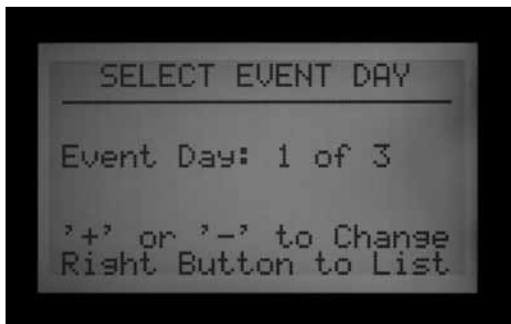 SELECT EVENT DAY
Event Day: 1 of 3
'+' or '-' to Change
Right Button to List